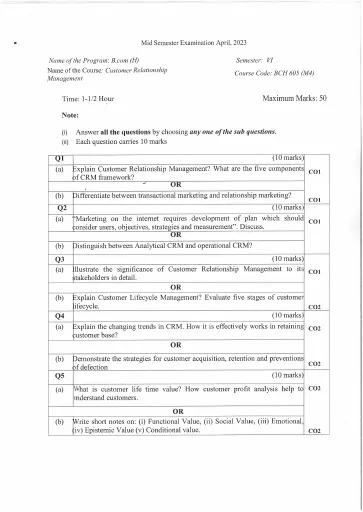 Mid Semester Examination April, 2023
Name of the Program: B.com (H) Semester: VI
Name of the Course: Customer Relationship Management Course Code: BCH 605 (M4)
Time: 1-1/2 Hour Maximum Marks: 50
Note:
(i) Answer all the questions by choosing any one of the sub questions.
(ii) Each question carries 10 marks
Q1 (10 marks)
(a) Explain Customer Relationship Management? What are the five components
of CRM framework? CO1
OR
(b) Differentiate between transactional marketing and relationship marketing? CO1
Q2 (10 marks)
(a) "Marketing on the internet requires development of plan which should
consider users, objectives, strategies and measurement". Discuss. CO1
OR
(b) Distinguish between Analytical CRM and operational CRM?
Q3 (10 marks)
(a) Illustrate the significance of Customer Relationship Management to its
stakeholders in detail. CO1
OR
(b) Explain Customer Lifecycle Management? Evaluate five stages of customer
lifecycle. CO2
Q4 (10 marks)
(a) Explain the changing trends in CRM. How it is effectively works in retaining
customer base? CO2
OR
(b) Demonstrate the strategies for customer acquisition, retention and preventions
of defection CO2
Q5 (10 marks)
(a) What is customer life time value? How customer profit analysis help to
understand customers. CO2
OR
(b) Write short notes on: (i) Functional Value, (ii) Social Value, (iii) Emotional,
(iv) Epistemic Value (v) Conditional value. CO2